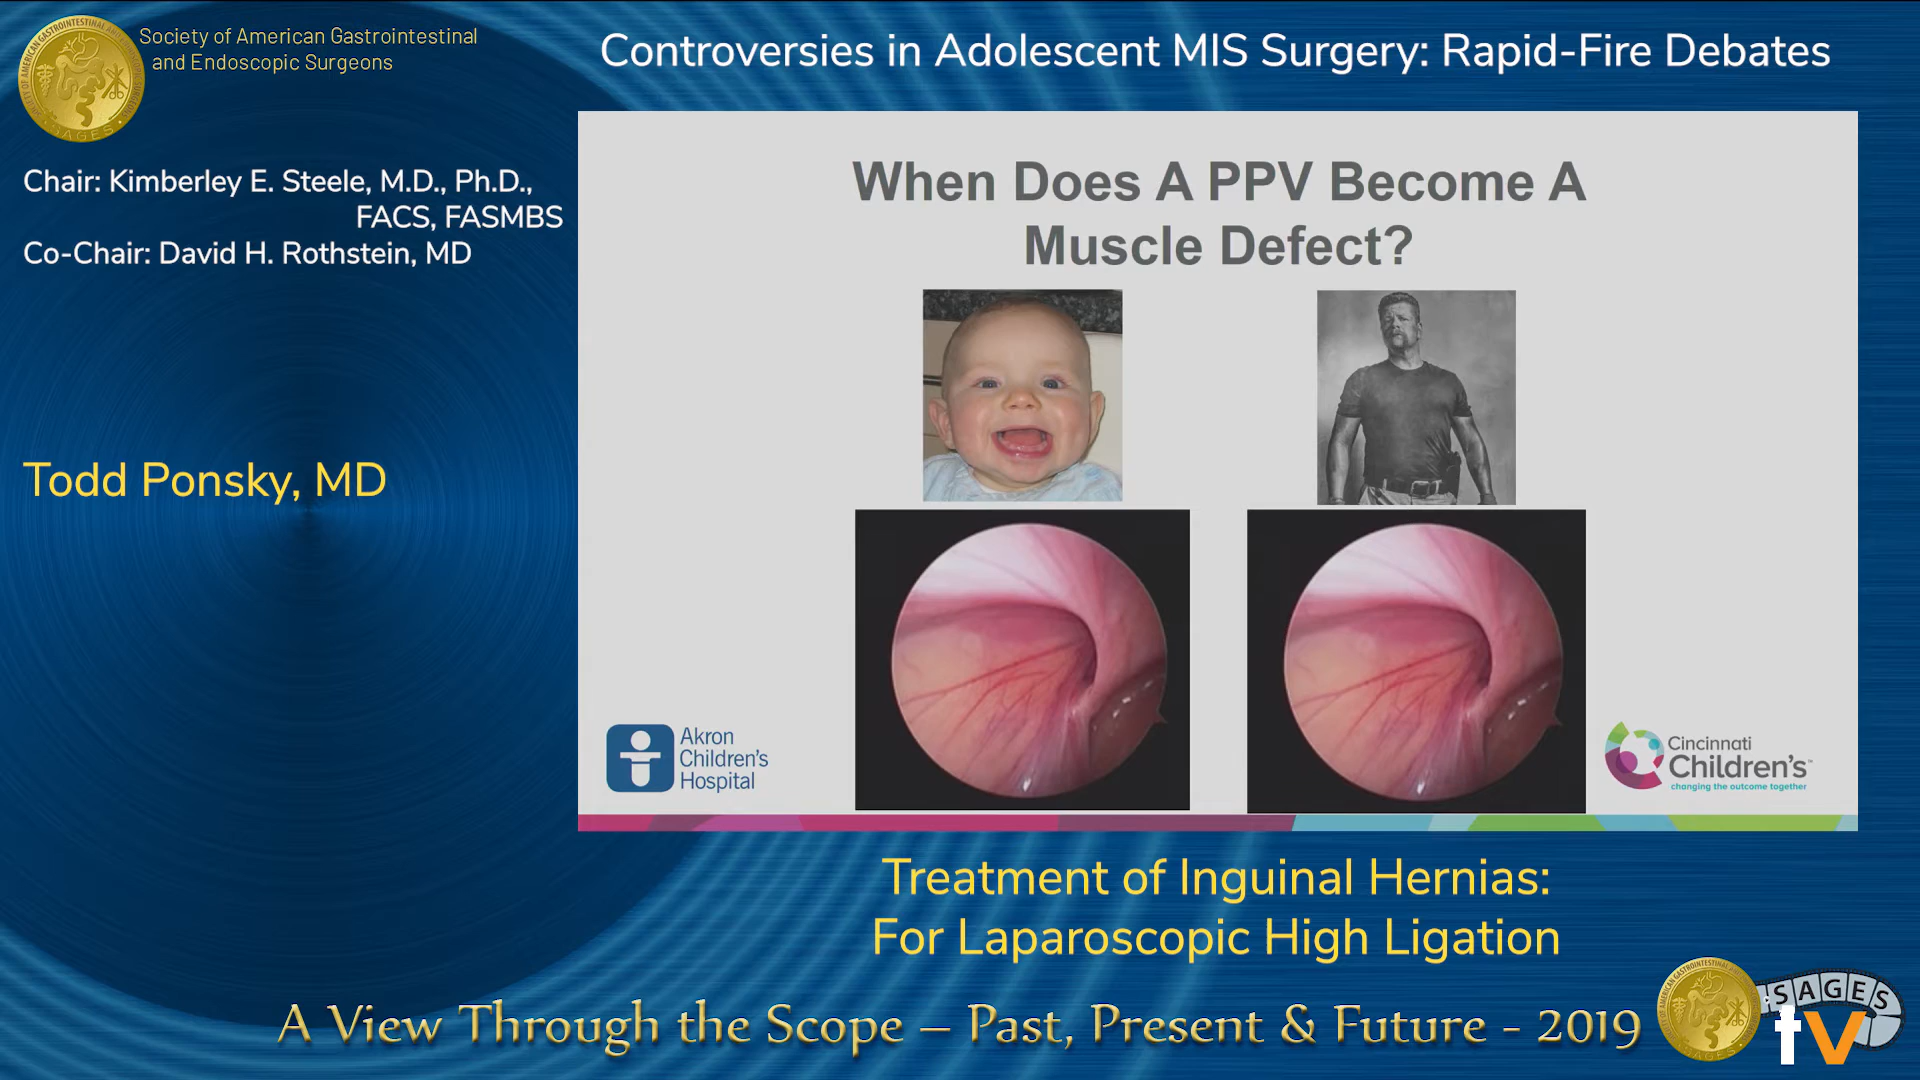 Society of American Gastrointestinal
and Endoscopic Surgeons
Controversies in Adolescent MIS Surgery: Rapid-Fire Debates
Chair: Kimberley E. Steele, M.D., Ph.D.,
FACS, FASMBS
Co-Chair: David H. Rothstein, MD
Todd Ponsky, MD
When Does A PPV Become A
Muscle Defect?
Akron
Children's
Hospital
Cincinnati
Children's™
changing the outcome together
Treatment of Inguinal Hernias:
For Laparoscopic High Ligation
A View Through the Scope – Past, Present & Future - 2019
SAGES
tv